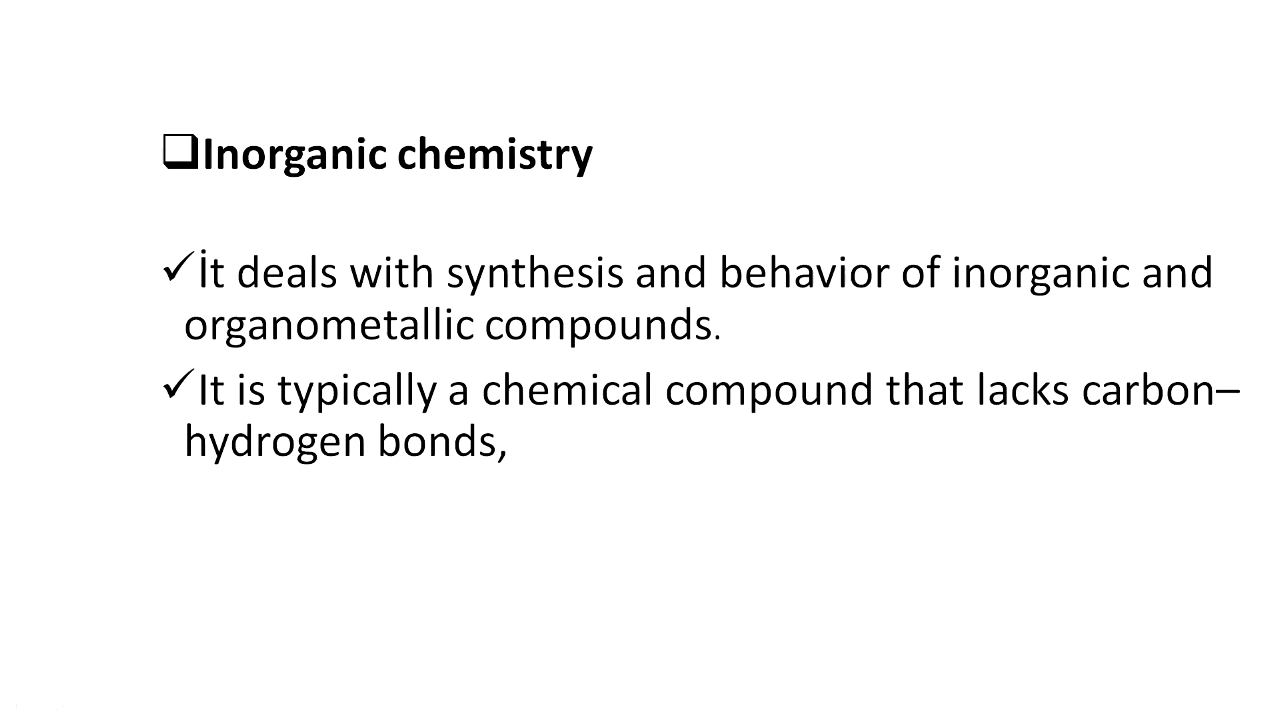 ❑Inorganic chemistry
✓İt deals with synthesis and behavior of inorganic and
organometallic compounds.
✓It is typically a chemical compound that lacks carbon–
hydrogen bonds,